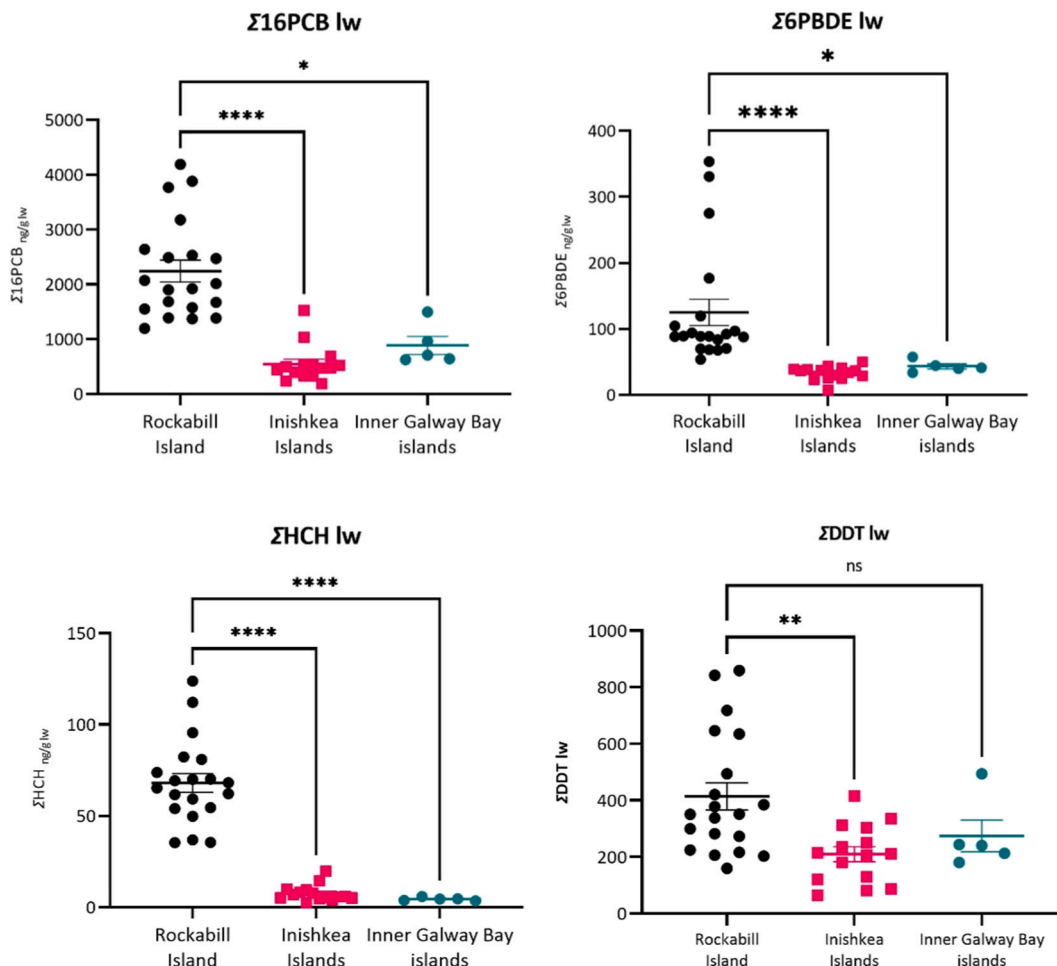 Σ16PCB lw
*
****
Σ16PCB ng/g lw
5000
4000
3000
2000
1000
0
Rockabill Island
Inishkea Islands
Inner Galway Bay islands
Σ6PBDE lw
*
****
Σ6PBDE ng/g lw
400
300
200
100
0
Rockabill Island
Inishkea Islands
Inner Galway Bay islands
ΣHCH lw
****
****
ΣHCH ng/g lw
150
100
50
0
Rockabill Island
Inishkea Islands
Inner Galway Bay islands
ΣDDT lw
ns
**
ΣDDT lw
1000
800
600
400
200
0
Rockabill Island
Inishkea Islands
Inner Galway Bay islands